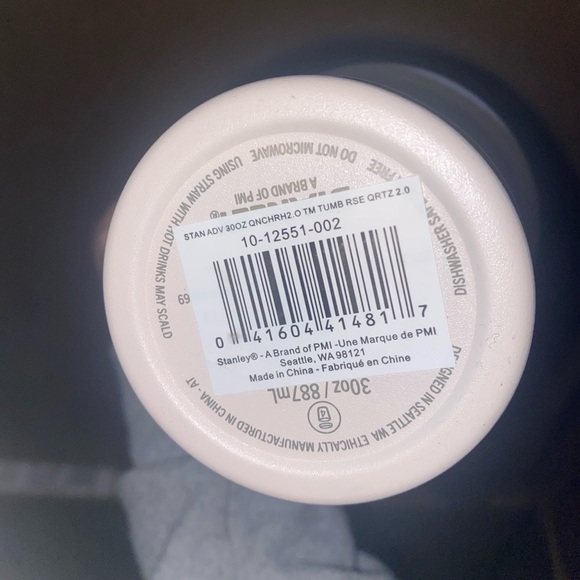 STAN ADV 30OZ QNCHRH2.O TM TUMB RSE QRTZ 2.0
10-12551-002
0 41604 41481 7
Stanley® - A Brand of PMI -Une Marque de PMI
Seattle, WA 98121
Made in China - Fabriqué en Chine
®
A BRAND OF PMI
DO NOT MICROWAVE
USING STRAW WITH HOT DRINKS MAY SCALD
FREE
DISHWASHER
30oz / 887mL
14
DESIGNED IN SEATTLE WA ETHICALLY MANUFACTURED IN CHINA - AT
69